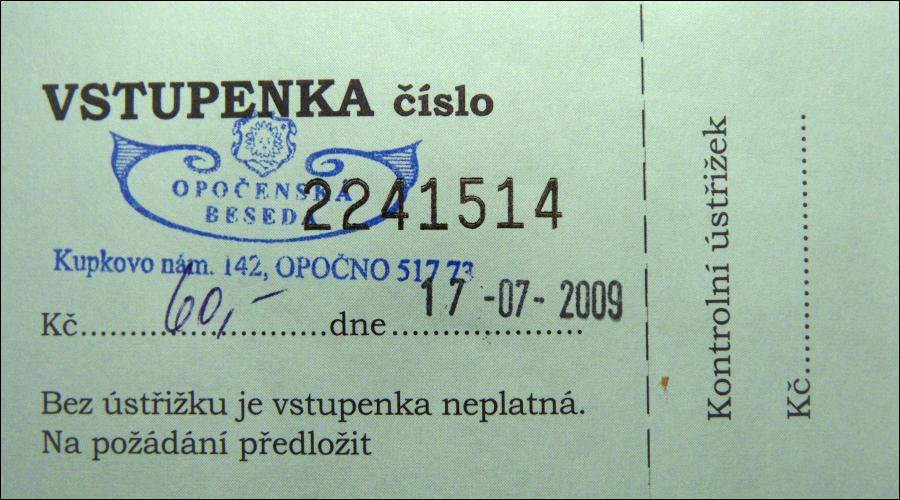 VSTUPENKA číslo
OPOČENSKÁ
BESEDA
2241514
Kupkovo nám. 142, OPOČNO 517 73
Kč............60,-............dne 17 -07- 2009
Bez ústřižku je vstupenka neplatná.
Na požádání předložit
Kontrolní ústřižek
Kč..............................